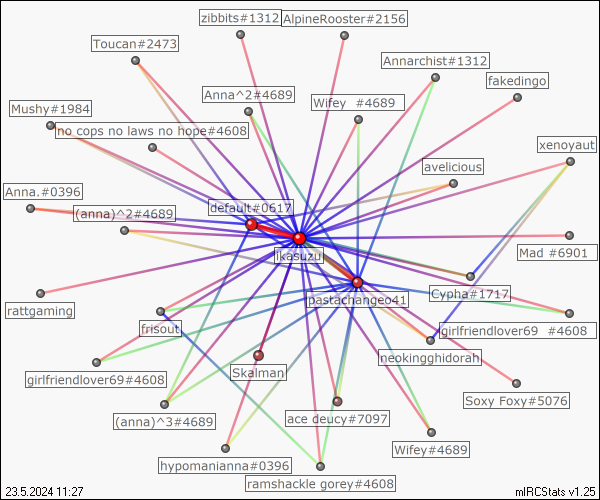 zibbits#1312
AlpineRooster#2156
Toucan#2473
Annarchist#1312
fakedingo
Anna^2#4689
Wifey  #4689
Mushy#1984
no cops no laws no hope#4608
xenoyaut
avelicious
Anna.#0396
(anna)^2#4689
default#0617
ikasuzu
Mad #6901
Cypha#1717
pastachangeo41
rattgaming
frisout
girlfriendlover69  #4608
neokingghidorah
Skaiman
girlfriendlover69#4608
Soxy Foxy#5076
(anna)^3#4689
ace deucy#7097
Wifey#4689
hypomanianna#0396
ramshackle gorey#4608
23.5.2024 11:27
mIRCStats v1.25